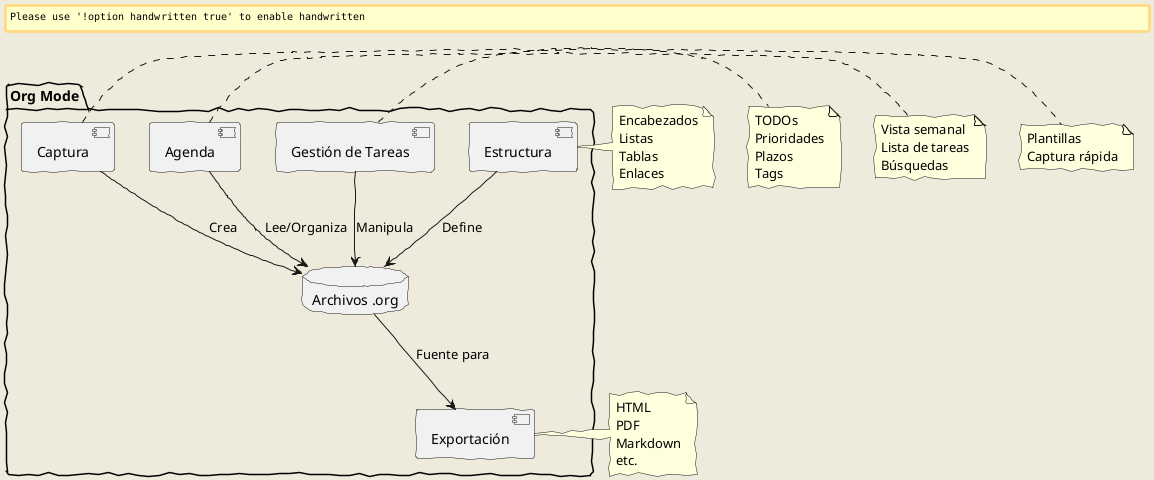 Please use '!option handwritten true' to enable handwritten
Org Mode
Captura
Agenda
Gestión de Tareas
Estructura
Encabezados
Listas
Tablas
Enlaces
TODOs
Prioridades
Plazos
Tags
Vista semanal
Lista de tareas
Búsquedas
Plantillas
Captura rápida
Crea
Lee/Organiza
Manipula
Define
Archivos .org
Fuente para
Exportación
HTML
PDF
Markdown
etc.